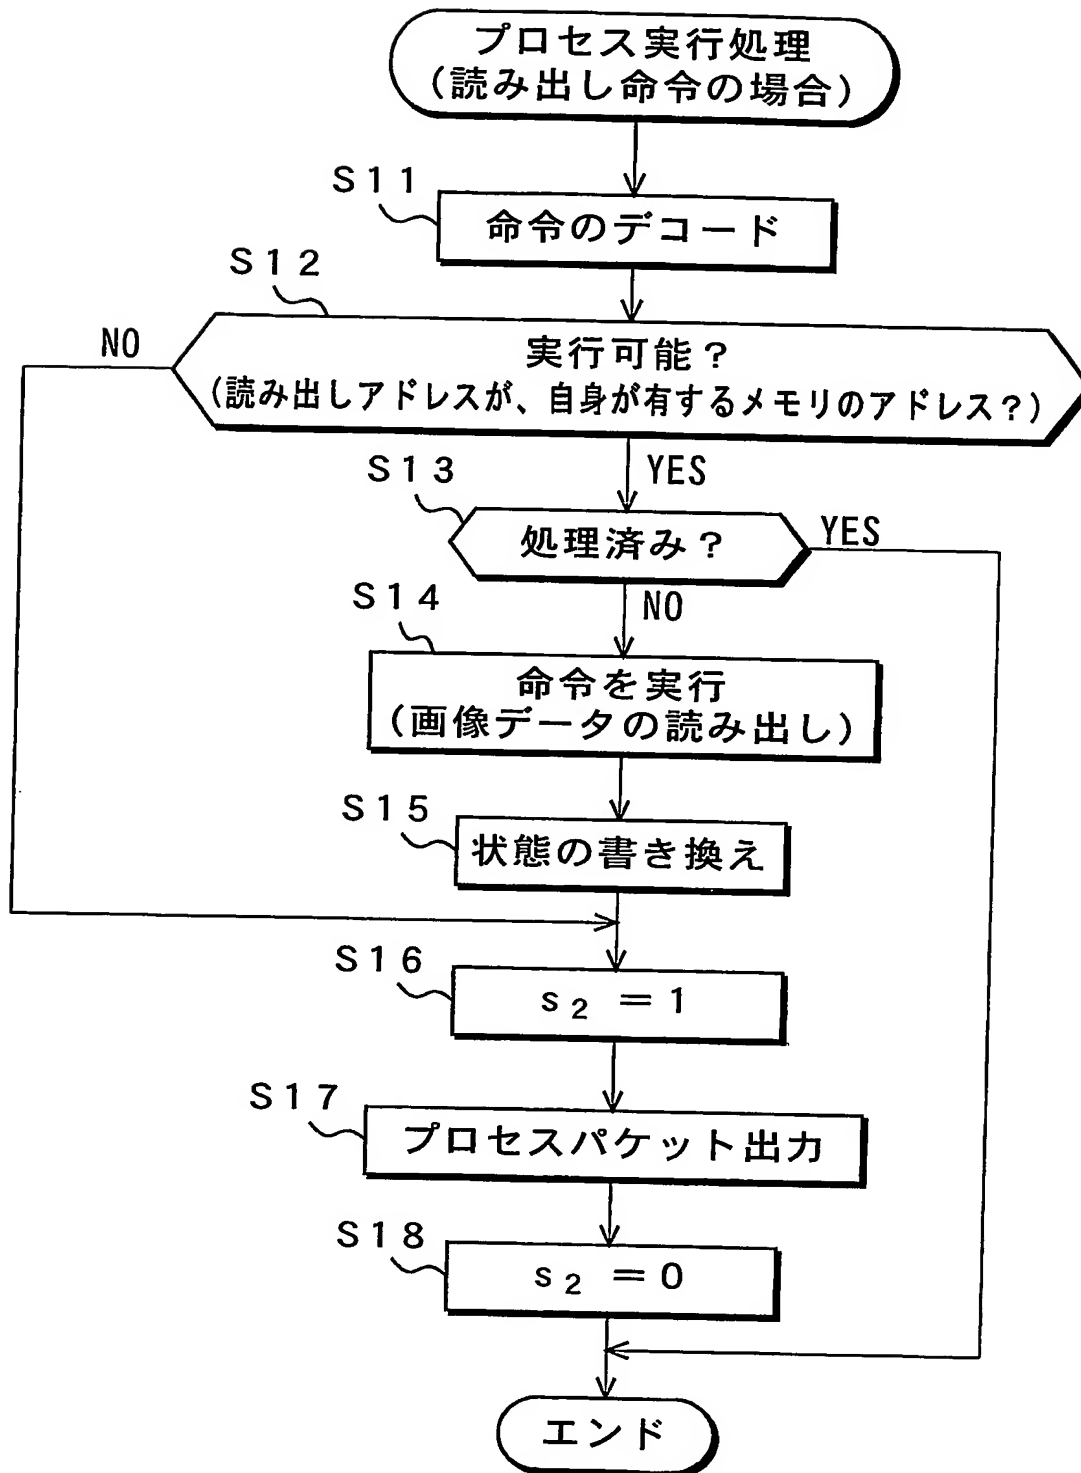 プロセス実行処理
(読み出し命令の場合)
S11
命令のデコード
S12
NO
実行可能?
(読み出しアドレスが、自身が有するメモリのアドレス?)
YES
S13
処理済み?
YES
NO
S14
命令を実行
(画像データの読み出し)
S15
状態の書き換え
S16
s2 =1
S17
プロセスパケット出力
S18
s2 =0
エンド